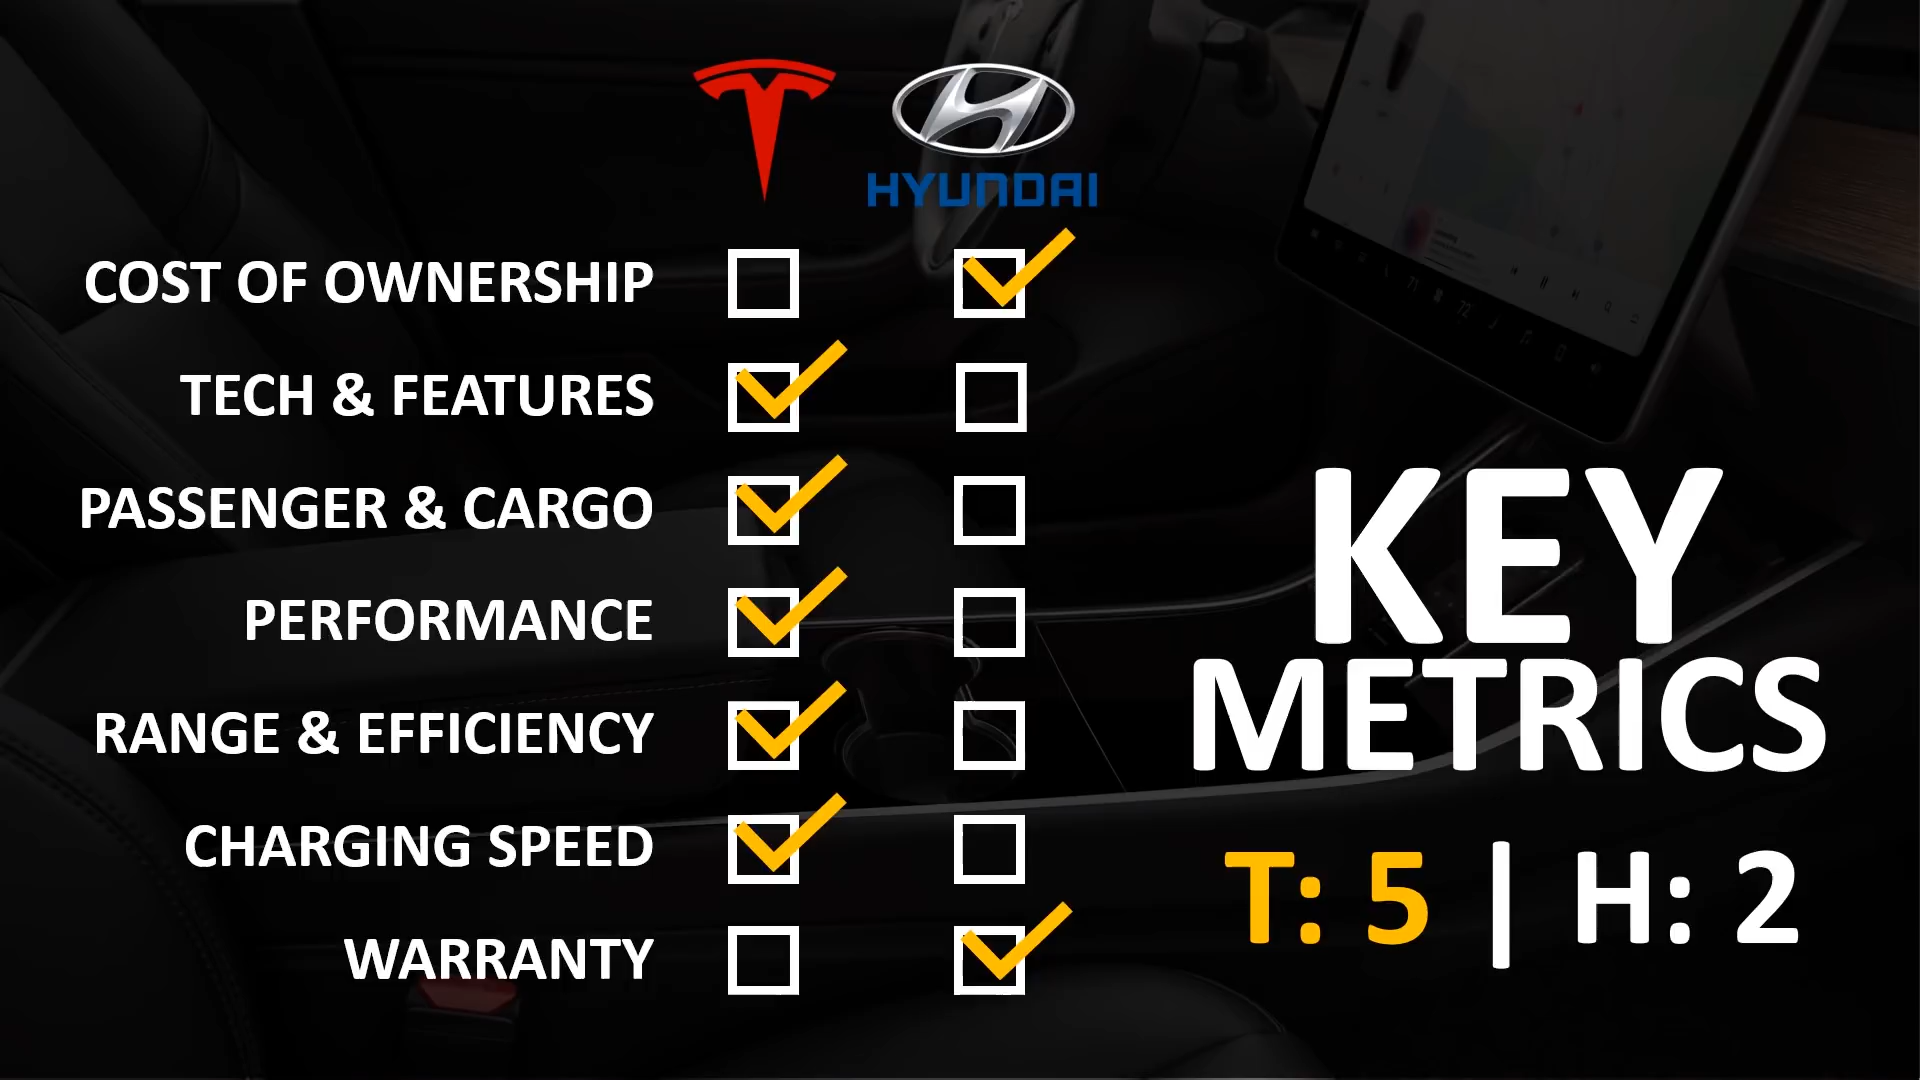 HYUNDAI
COST OF OWNERSHIP
TECH & FEATURES
PASSENGER & CARGO
PERFORMANCE
RANGE & EFFICIENCY
CHARGING SPEED
WARRANTY
KEY
METRICS
T: 5 | H: 2